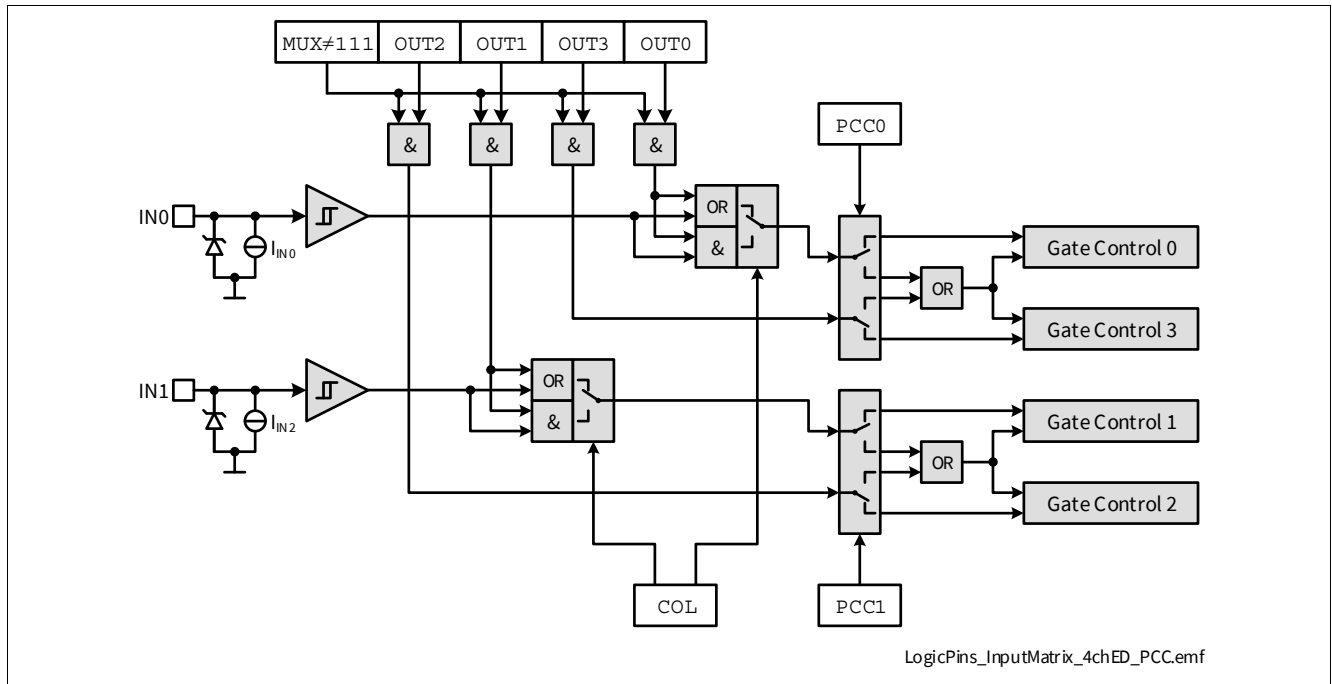 MUX≠111 OUT2 OUT1 OUT3 OUT0
PCC0
& & & &
IN0
I_IN0
OR
&
Gate Control 0
OR
Gate Control 3
IN1
I_IN2
OR
&
Gate Control 1
OR
Gate Control 2
COL
PCC1
LogicPins_InputMatrix_4chED_PCC.emf